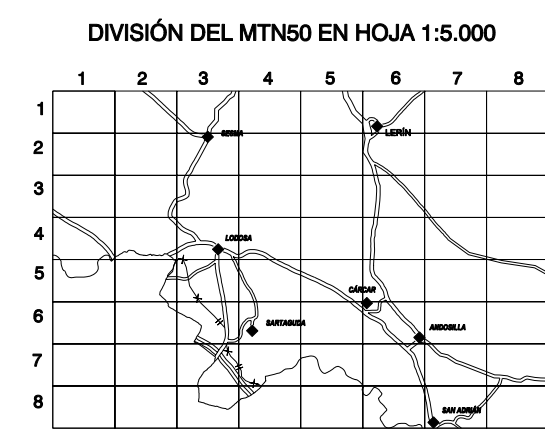 DIVISIÓN DEL MTN50 EN HOJA 1:5.000
1 2 3 4 5 6 7 8
1
LERÍN
SESMA
2
3
4
LODOSA
5
CÁRCAR
6
SARTAGUDA
ANDOSILLA
7
8
SAN ADRIÁN